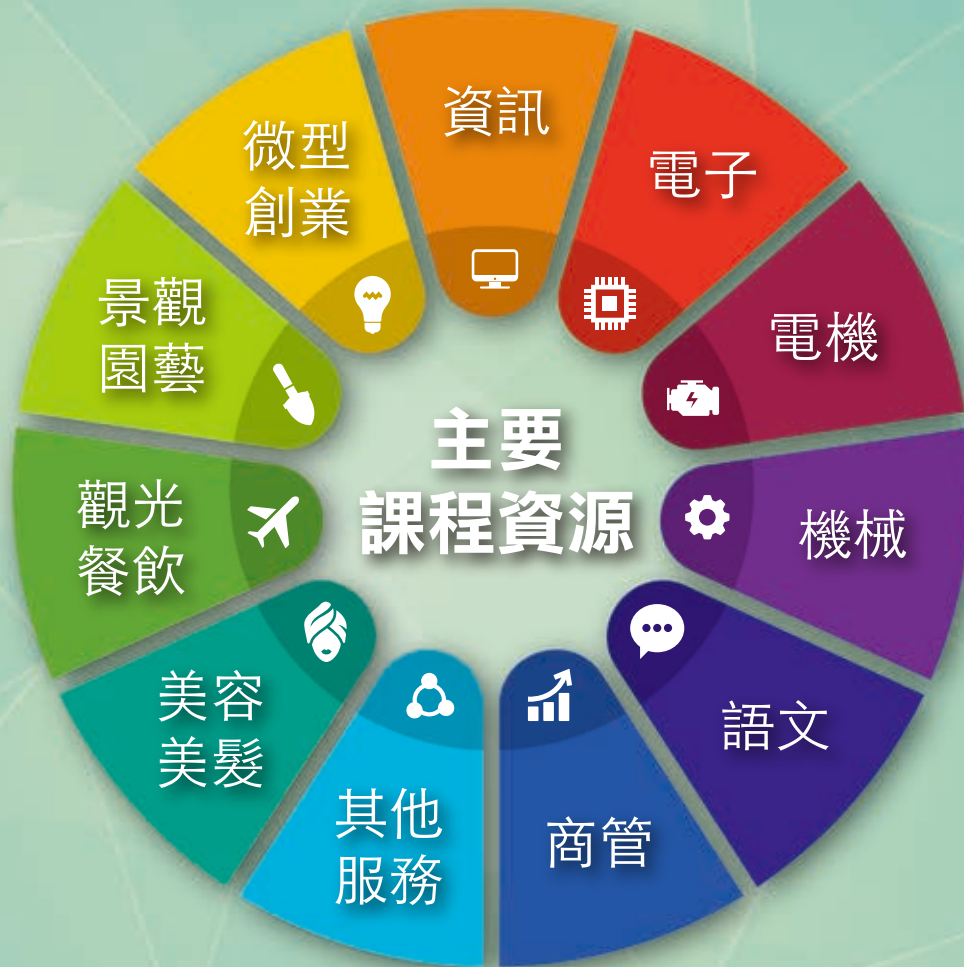 主要
課程資源
資訊
電子
電機
機械
語文
商管
其他
服務
美容
美髮
觀光
餐飲
景觀
園藝
微型
創業